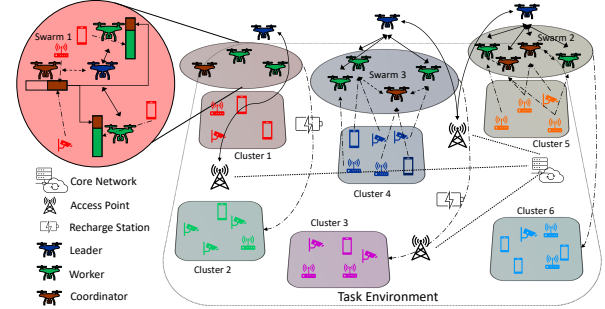 Swarm 1
Swarm 2
Swarm 3
Cluster 1
Cluster 5
Cluster 4
Core Network
Access Point
Recharge Station
Leader
Worker
Coordinator
Cluster 2
Cluster 3
Cluster 6
Task Environment